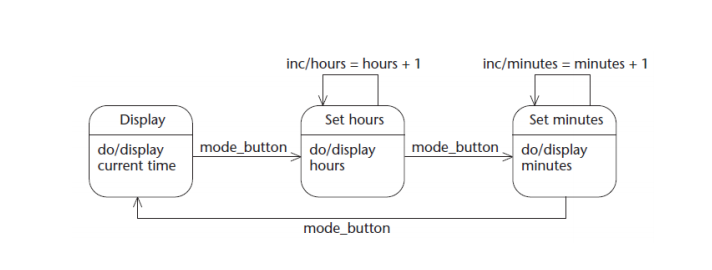 inc/hours = hours + 1
inc/minutes = minutes + 1
Display
Set hours
Set minutes
do/display
current time
mode_button
do/display
hours
mode_button
do/display
minutes
mode_button